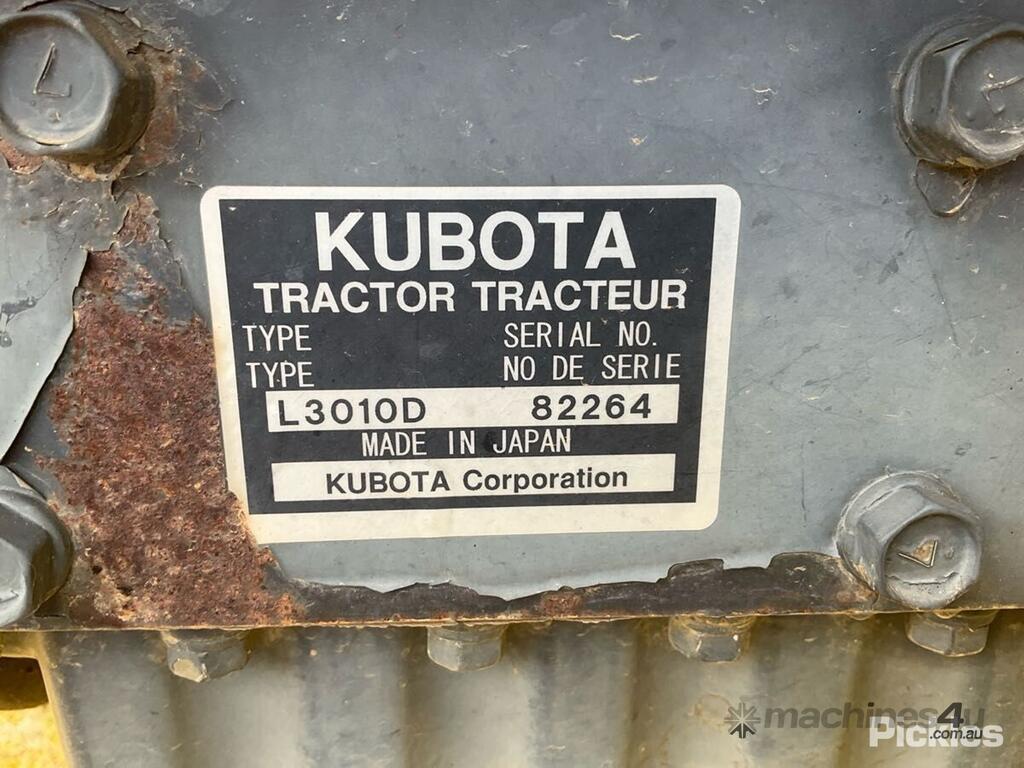 KUBOTA
TRACTOR TRACTEUR
TYPE SERIAL NO.
TYPE NO DE SERIE
L3010D 82264
MADE IN JAPAN
KUBOTA Corporation
machines4u
.com.au
Pickles